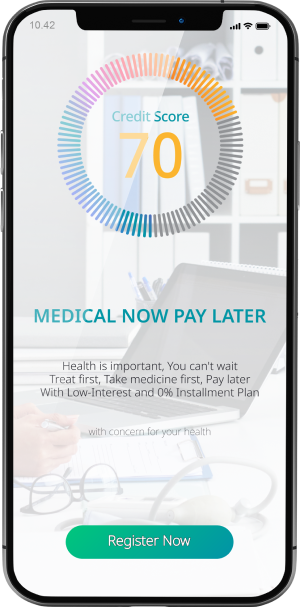 10.42
Credit Score
70
MEDICAL NOW PAY LATER
Health is important, You can't wait
Treat first, Take medicine first, Pay later
With Low-Interest and 0% Installment Plan
with concern for your health
Register Now